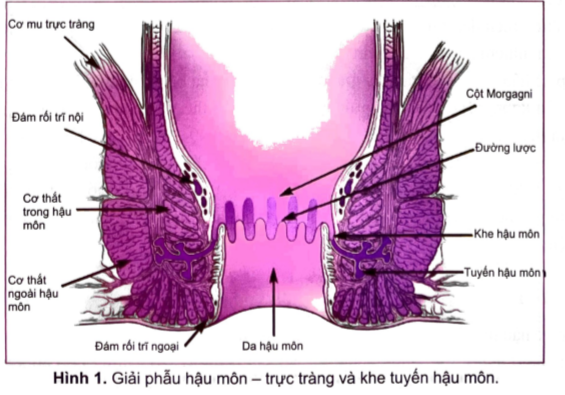 Cơ mu trực tràng
Đám rối trĩ nội
Cơ thắt
trong hậu
môn
Cơ thắt
ngoài hậu
môn
Đám rối trĩ ngoại
Da hậu môn
Cột Morgagni
Đường lược
Khe hậu môn
Tuyến hậu môn
Hình 1. Giải phẫu hậu môn – trực tràng và khe tuyến hậu môn.